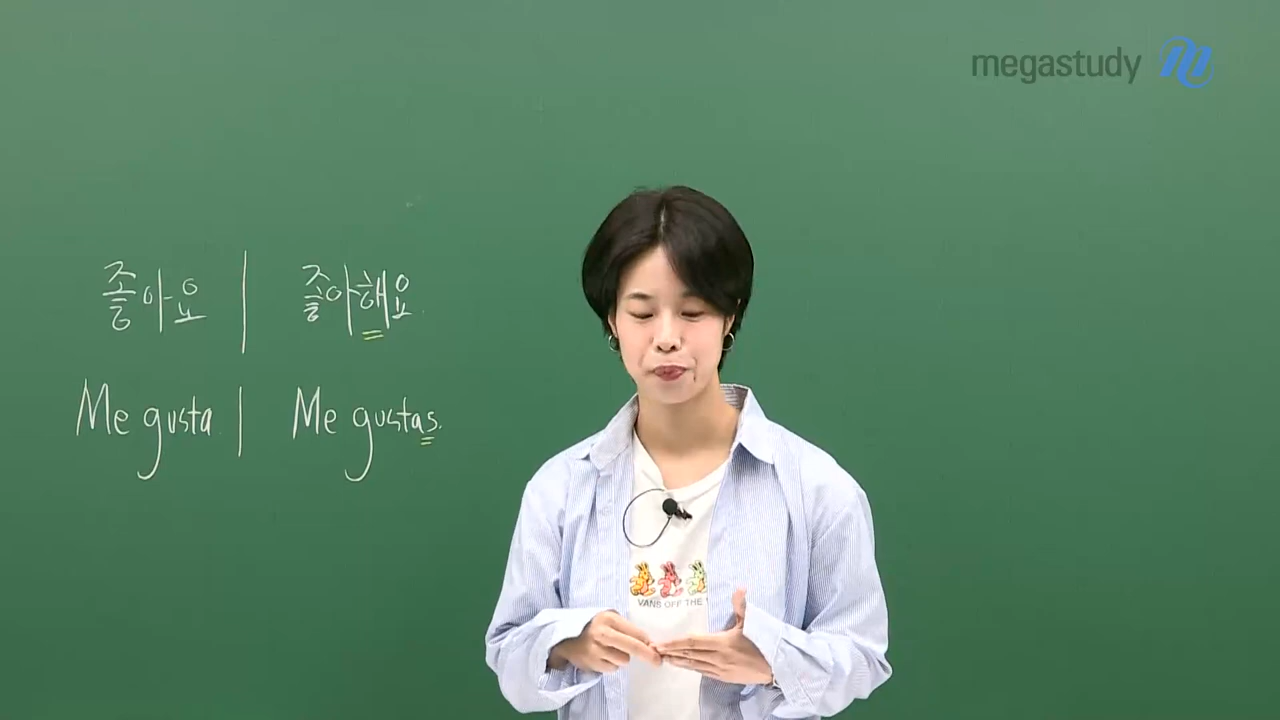 megastudy
좋아요 | 좋아해요.
Me gusta | Me gustas.
VANS OFF THE